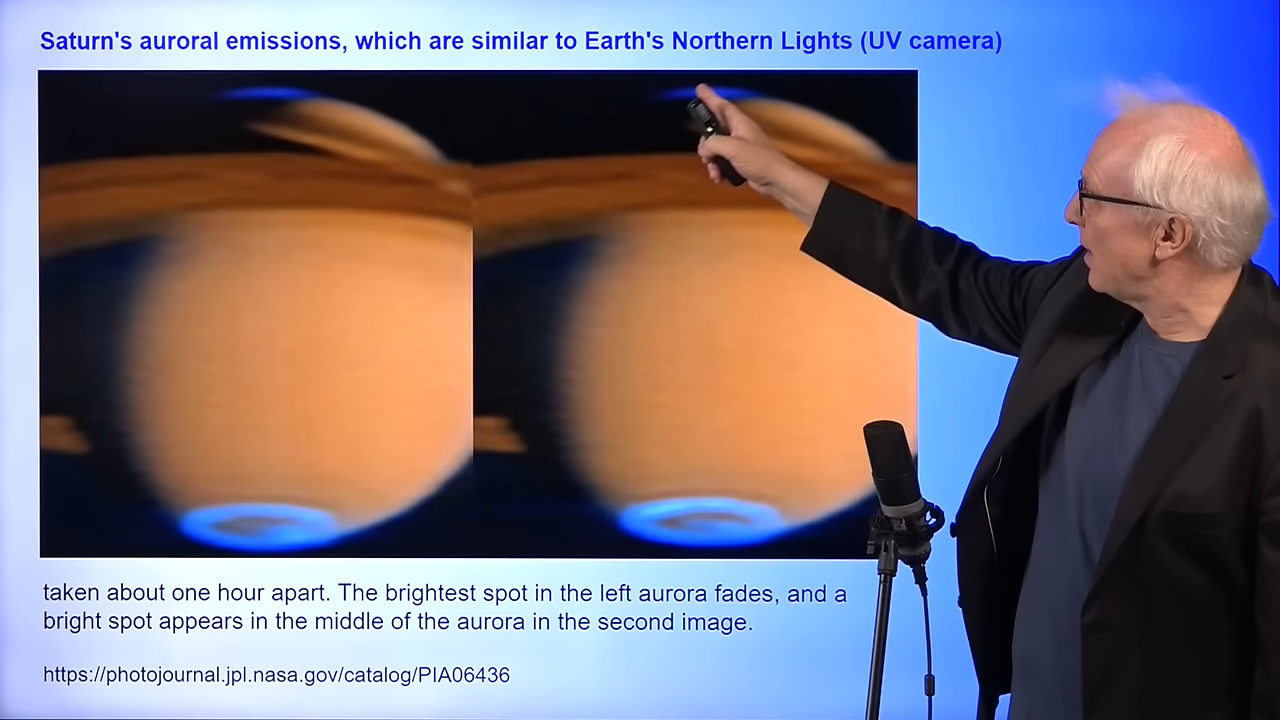 Saturn's auroral emissions, which are similar to Earth's Northern Lights (UV camera)
taken about one hour apart. The brightest spot in the left aurora fades, and a
bright spot appears in the middle of the aurora in the second image.
https://photojournal.jpl.nasa.gov/catalog/PIA06436